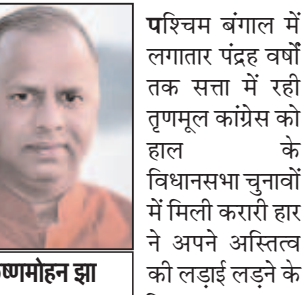 पश्चिम बंगाल में
लगातार पंद्रह वर्षों
तक सत्ता में रही
तृणमूल कांग्रेस को
हाल के
विधानसभा चुनावों
में मिली करारी हार
ने अपने अस्तित्व
की लड़ाई लड़ने के
ष्णमोहन झा